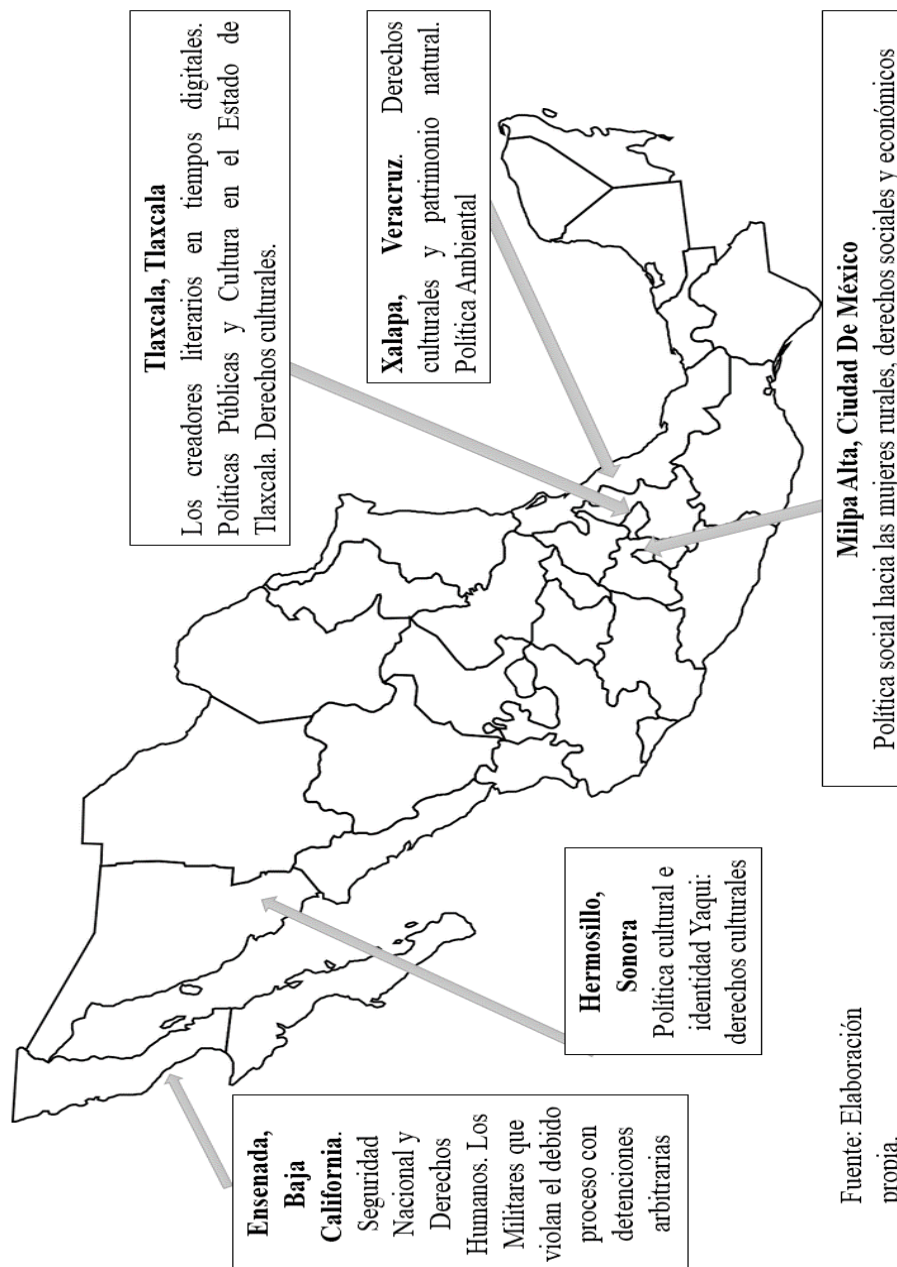 Tlaxcala, Tlaxcala
Los creadores literarios en tiempos digitales.
Políticas Públicas y Cultura en el Estado de
Tlaxcala. Derechos culturales.
Xalapa, Veracruz. Derechos
culturales y patrimonio natural.
Política Ambiental
Ensenada,
Baja
California.
Seguridad
Nacional y
Derechos
Humanos. Los
Militares que
violan el debido
proceso con
detenciones
arbitrarias
Hermosillo,
Sonora
Política cultural e
identidad Yaqui:
derechos culturales
Milpa Alta, Ciudad De México
Política social hacia las mujeres rurales, derechos sociales y económicos
Fuente: Elaboración
propia.